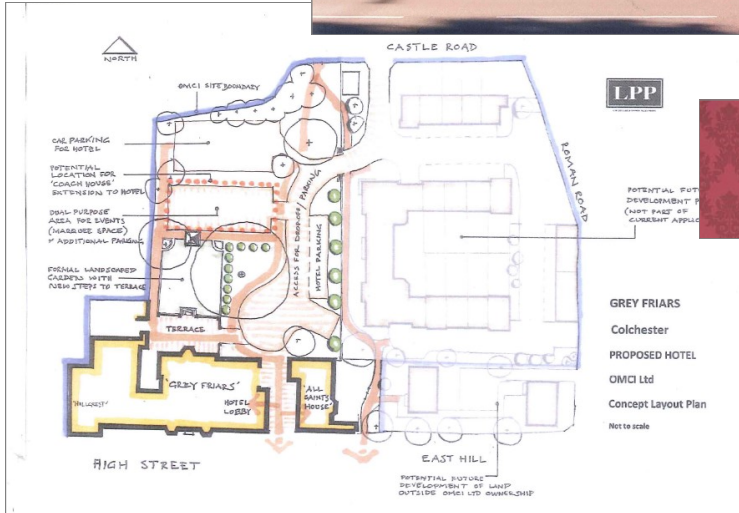 CASTLE ROAD
NORTH
OMCI SITE BOUNDARY
LPP
CAR PARKING
FOR HOTEL
POTENTIAL
LOCATION FOR
'COACH HOUSE'
EXTENSION TO HOTEL
DUAL PURPOSE
AREA FOR EVENTS
(MARQUEE SPACE)
ADDITIONAL PARKING
FORMAL LANDSCAPED
GARDENS WITH
NEW STEPS TO TERRACE
ACCESS FOR DROPOFF/PARKING
HOTEL PARKING
ROMAN ROAD
POTENTIAL
DEVELOPMENT
(NOT PART OF
CURRENT
TERRACE
'HILLCREST'
'GREY FRIARS'
HOTEL
LOBBY
'ALL
SAINTS
HOUSE'
HIGH STREET
EAST HILL
POTENTIAL FUTURE
DEVELOPMENT OF LAND
OUTSIDE OMCI LTD OWNERSHIP
GREY FRIARS
Colchester
PROPOSED HOTEL
OMCI Ltd
Concept Layout Plan
Not to scale